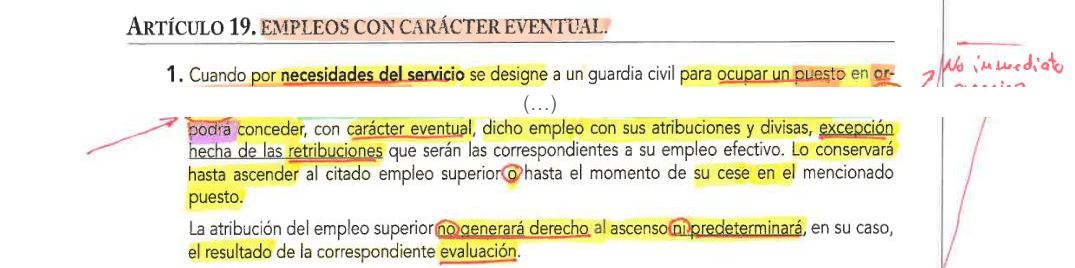 ARTÍCULO 19. EMPLEOS CON CARÁCTER EVENTUAL.
1. Cuando por necesidades del servicio se designe a un guardia civil para ocupar un puesto en or-
No inmediato
(...)
podrá conceder, con carácter eventual, dicho empleo con sus atribuciones y divisas, excepción
hecha de las retribuciones que serán las correspondientes a su empleo efectivo. Lo conservará
hasta ascender al citado empleo superior o hasta el momento de su cese en el mencionado
puesto.
La atribución del empleo superior no generará derecho al ascenso ni predeterminará, en su caso,
el resultado de la correspondiente evaluación.